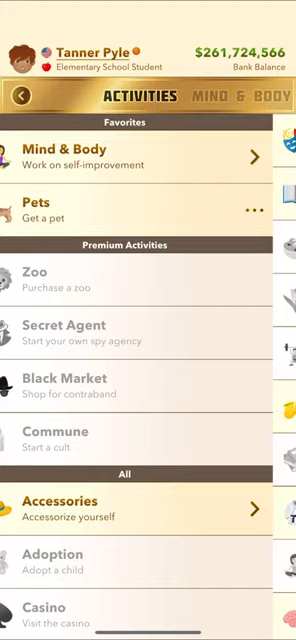 Tanner Pyle
$261,724,566
Elementary School Student
Bank Balance
ACTIVITIES
MIND & BODY
Favorites
Mind & Body
Work on self-improvement
Pets
Get a pet
Premium Activities
Zoo
Purchase a zoo
Secret Agent
Start your own spy agency
Black Market
Shop for contraband
Commune
Start a cult
All
Accessories
Accessorize yourself
Adoption
Adopt a child
Casino
Visit the casino